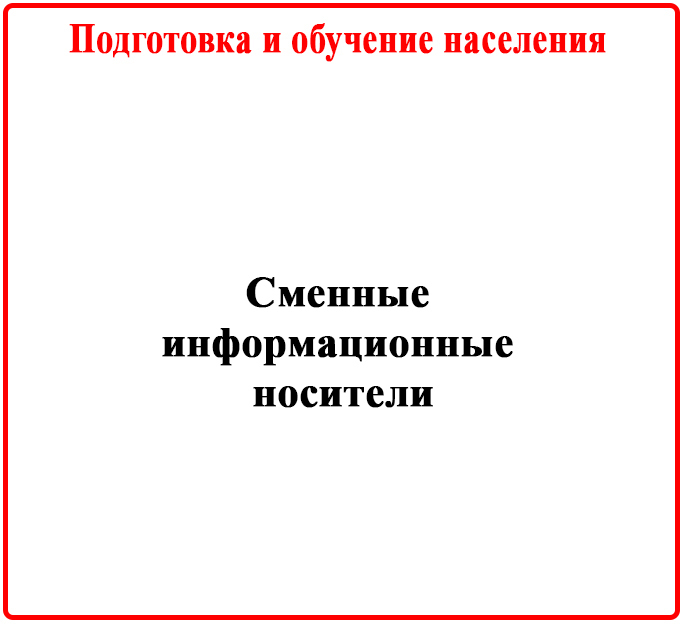 Подготовка и обучение населения
Сменные
информационные
носители